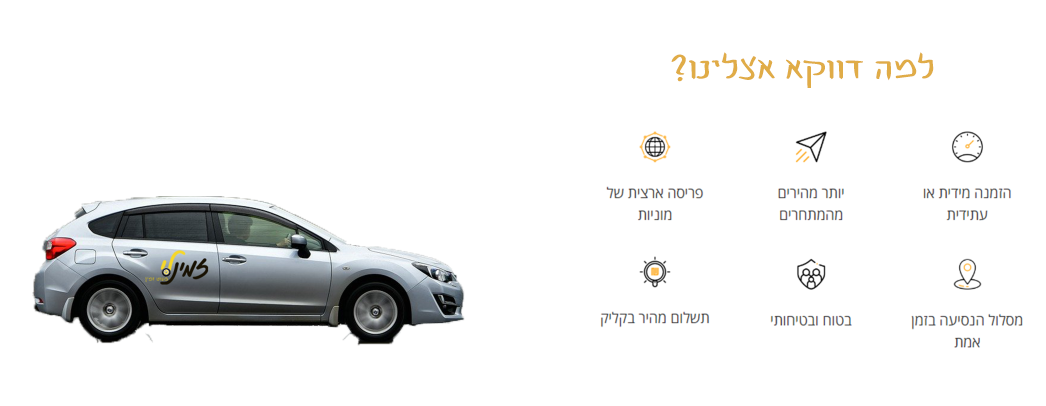 למה דווקא אצלינו?
הזמנה מידית או
עתידית
יותר מהירים
מהמתחרים
פריסה ארצית של
מוניות
מסלול הנסיעה בזמן
אמת
בטוח ובטיחותי
תשלום מהיר בקליק
זמינלי